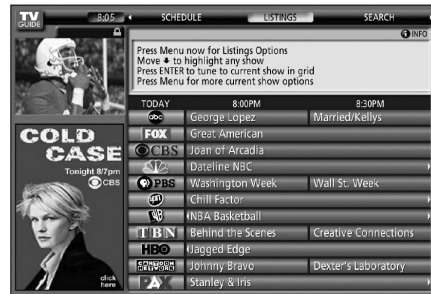 TV GUIDE 8:05 SCHEDULE LISTINGS SEARCH
INFO
Press Menu now for Listings Options
Move to highlight any show
Press ENTER to tune to current show in grid
Press Menu for more current show options
TODAY 8:00PM 8:30PM
abc George Lopez Married/Kellys
FOX Great American
CBS Joan of Arcadia
Dateline NBC
PBS Washington Week Wall St. Week
Chill Factor
WB NBA Basketball
TBN Behind the Scenes Creative Connections
HBO Jagged Edge
CARTOON NETWORK Johnny Bravo Dexter's Laboratory
PAX Stanley & Iris
COLD
CASE
Tonight 8/7pm
CBS
click
here